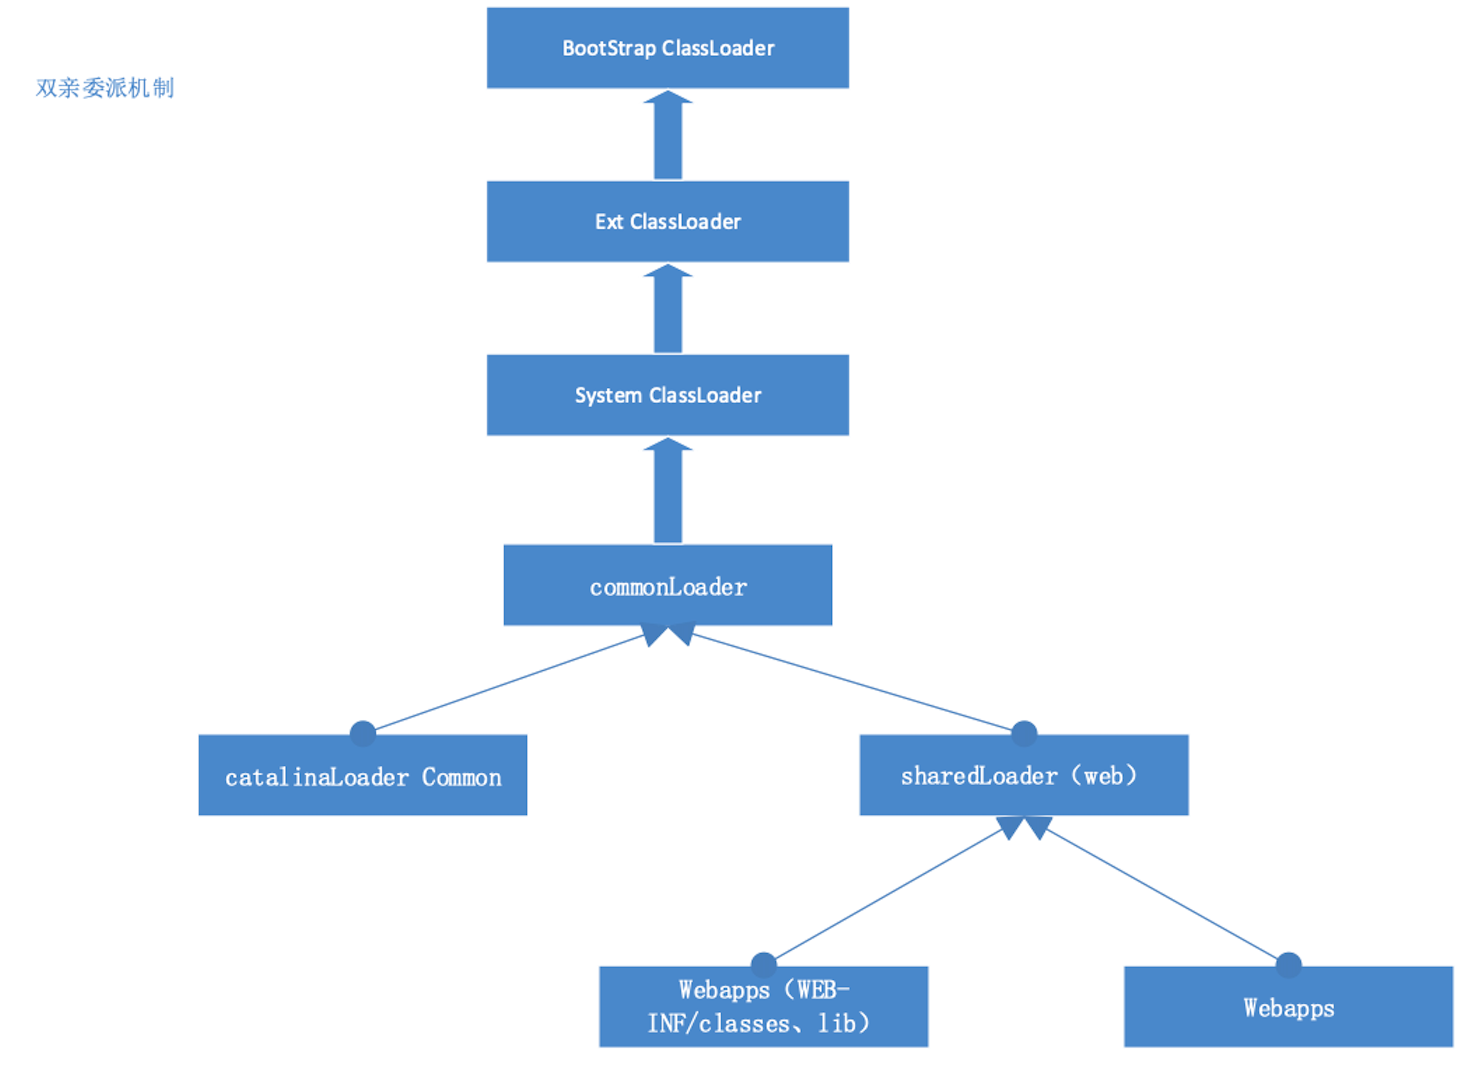 BootStrap ClassLoader
双亲委派机制
Ext ClassLoader
System ClassLoader
commonLoader
catalinaLoader Common
sharedLoader（web）
Webapps（WEB-
INF/classes、lib）
Webapps